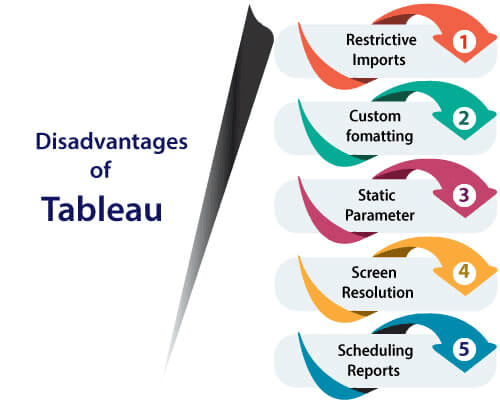 Disadvantages
of
Tableau
Restrictive
Imports
1
Custom
fomatting
2
Static
Parameter
3
Screen
Resolution
4
Scheduling
Reports
5